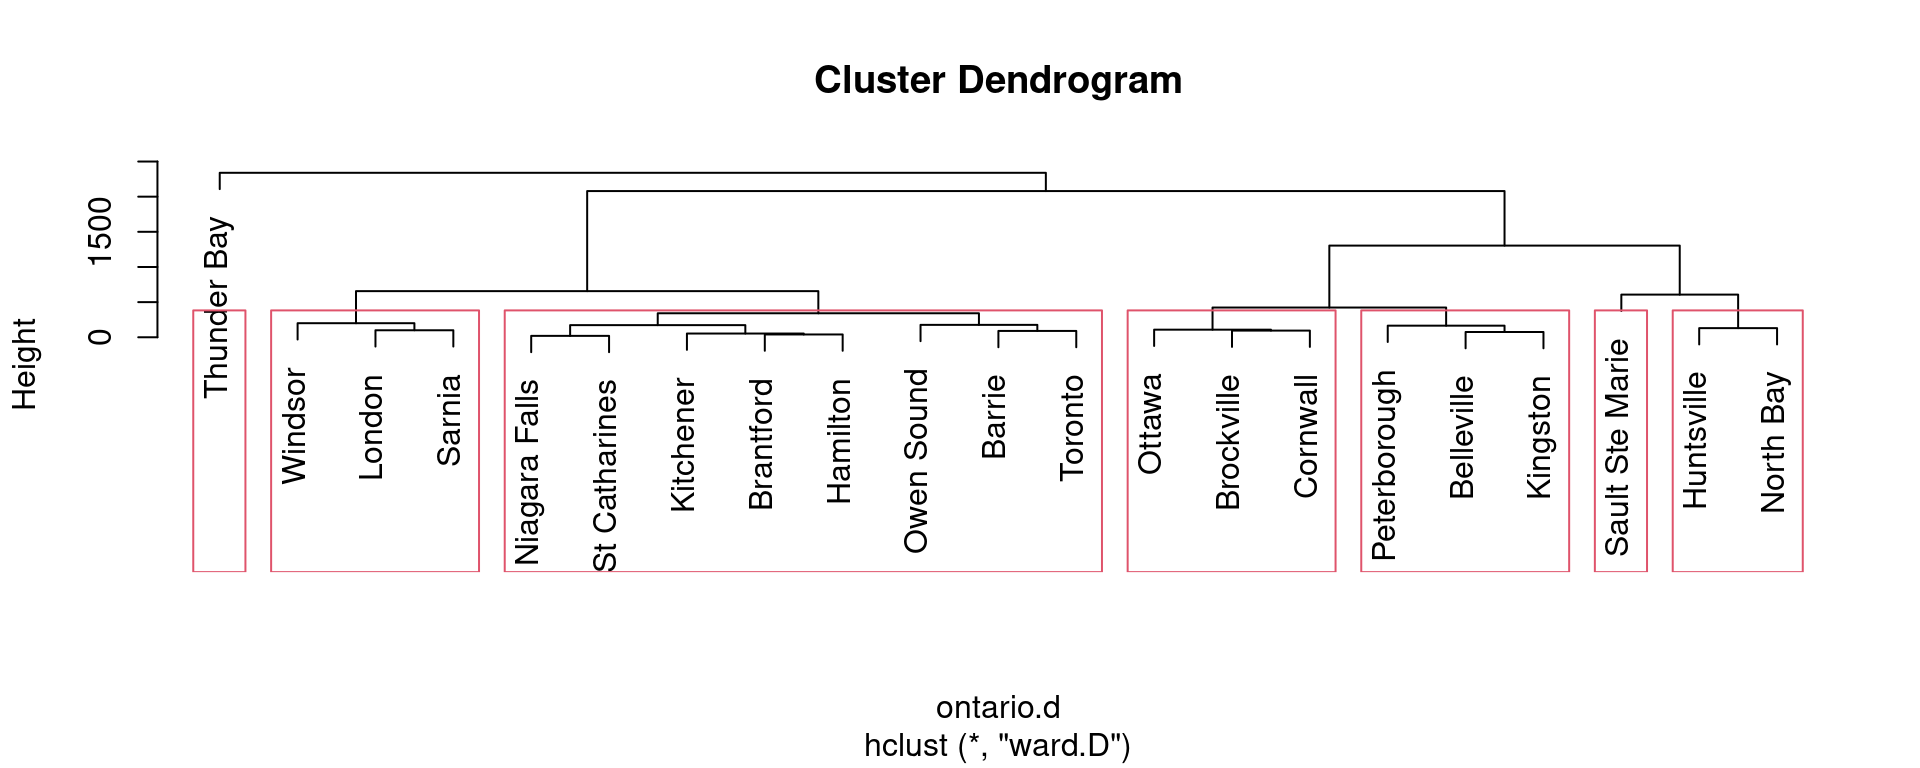 Cluster Dendrogram
Height
1500
0
Thunder Bay
Windsor
London
Sarnia
Niagara Falls
St Catharines
Kitchener
Brantford
Hamilton
Owen Sound
Barrie
Toronto
Ottawa
Brockville
Cornwall
Peterborough
Belleville
Kingston
Sault Ste Marie
Huntsville
North Bay
ontario.d
hclust (*, "ward.D")